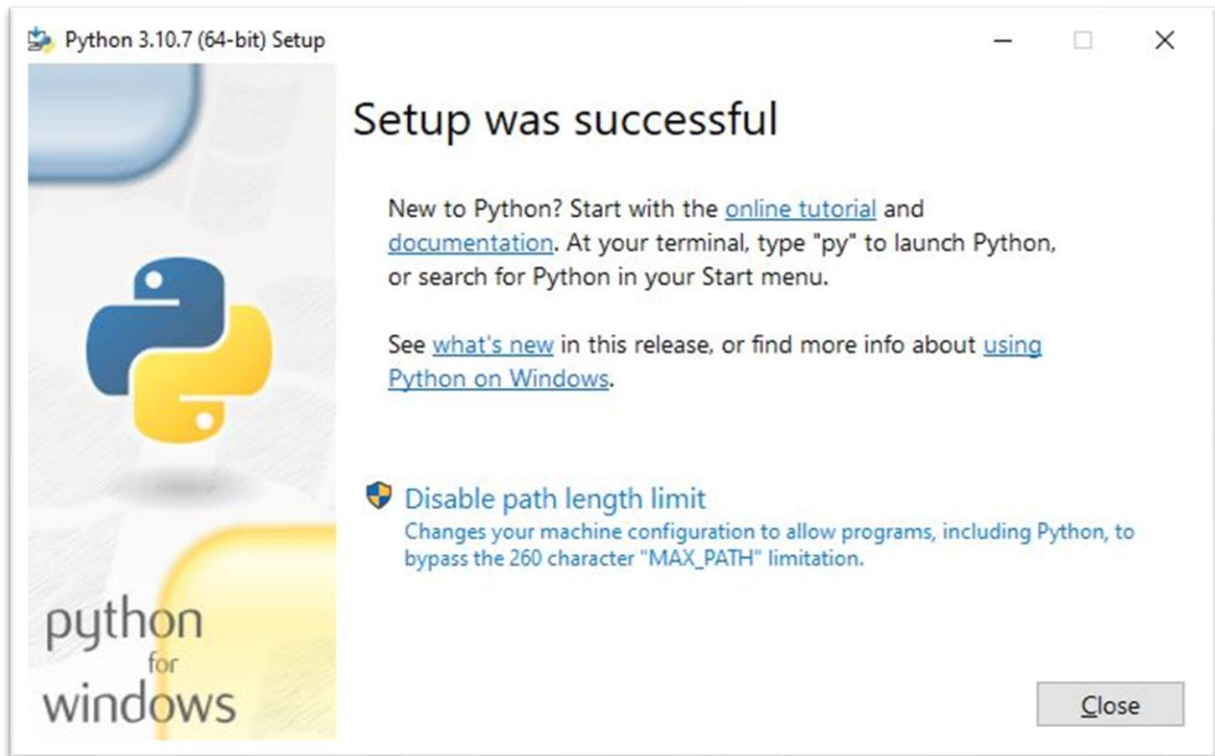 Python 3.10.7 (64-bit) Setup
Setup was successful
New to Python? Start with the online tutorial and
documentation. At your terminal, type "py" to launch Python,
or search for Python in your Start menu.
See what's new in this release, or find more info about using
Python on Windows.
Disable path length limit
Changes your machine configuration to allow programs, including Python, to
bypass the 260 character "MAX_PATH" limitation.
python
for
windows
Close